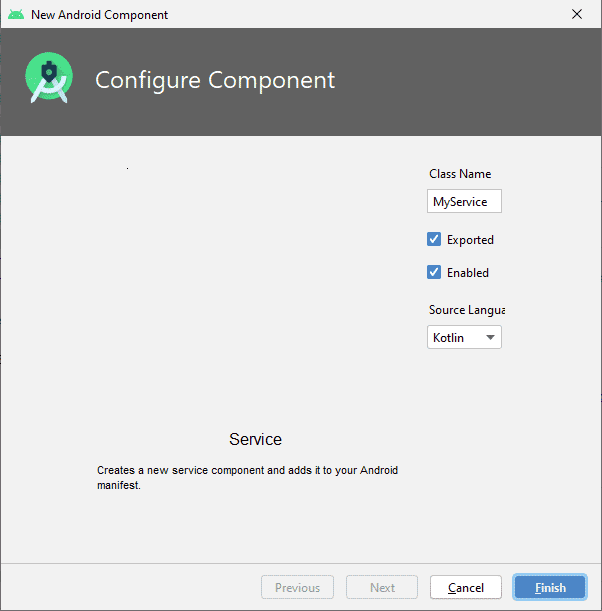 New Android Component
Configure Component
Class Name
MyService
Exported
Enabled
Source Langua
Kotlin
Service
Creates a new service component and adds it to your Android
manifest.
Previous
Next
Cancel
Finish